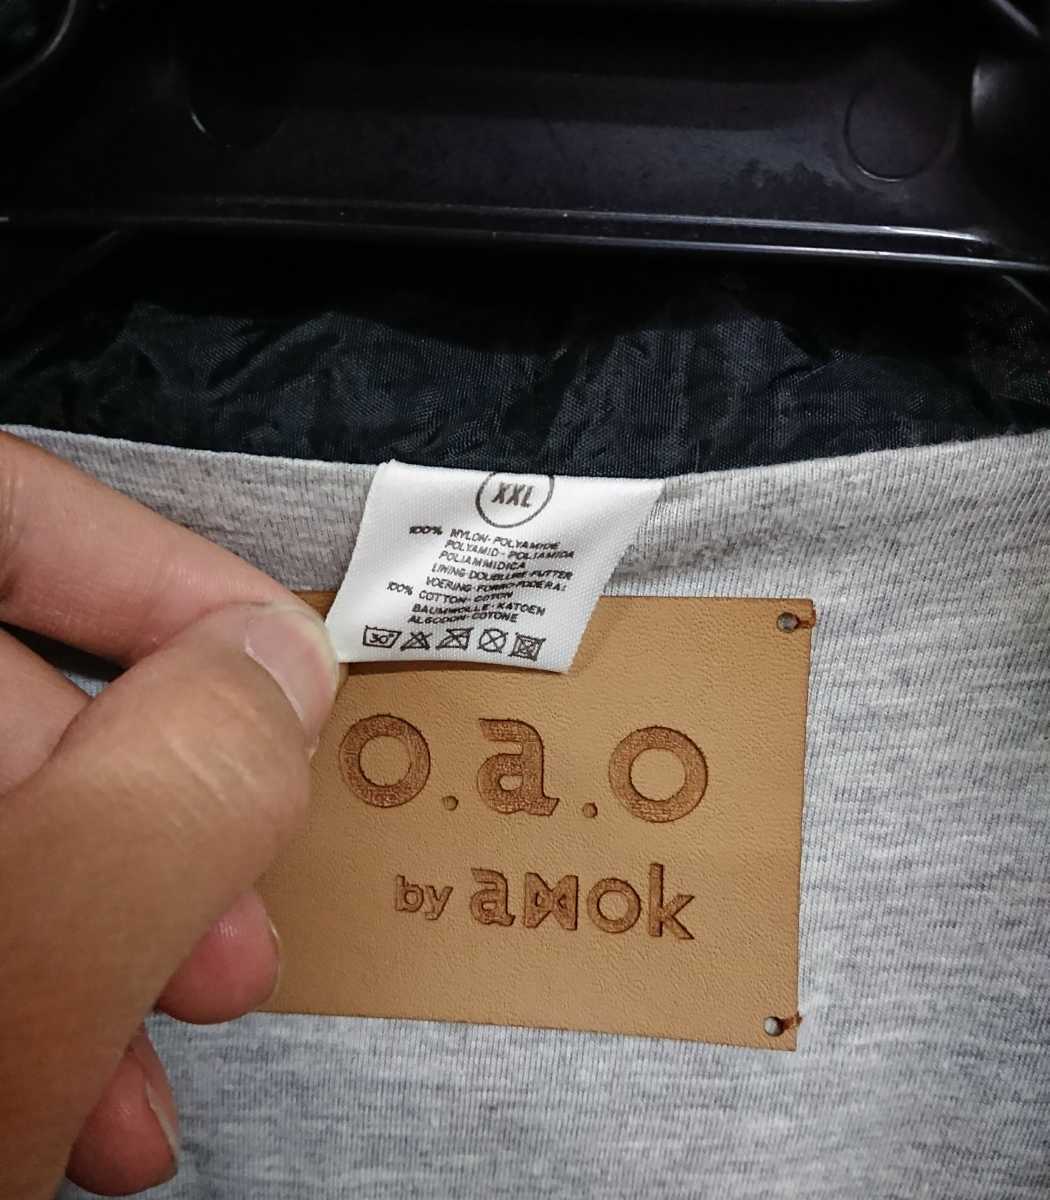 XXL
100% NYLON-POLYAMIDE
POLYAMID-POLIAMIDA
POLIAMMIDICA
LINING-DOUBLURE-FUTTER
VOERING-FORRO-FODERA:
100% COTTON-COTON
BAUMWOLLE-KATOEN
ALGODON-COTONE
30°
o.a.o
by amok